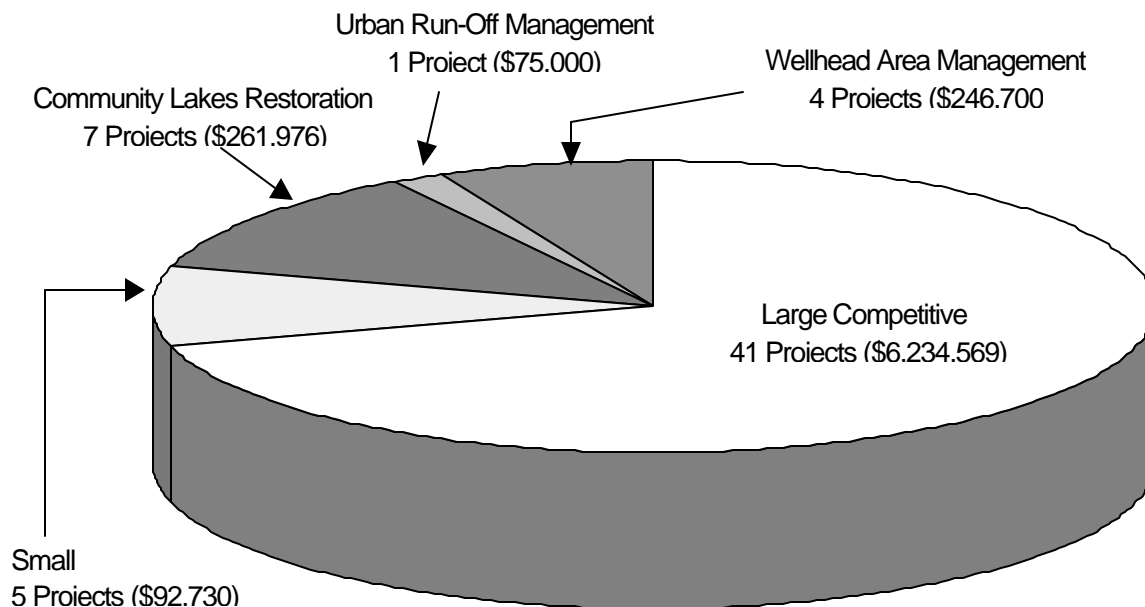 Urban Run-Off Management
1 Project ($75,000)
Wellhead Area Management
4 Projects ($246,700
Community Lakes Restoration
7 Projects ($261,976)
Large Competitive
41 Projects ($6,234,569)
Small
5 Projects ($92,730)